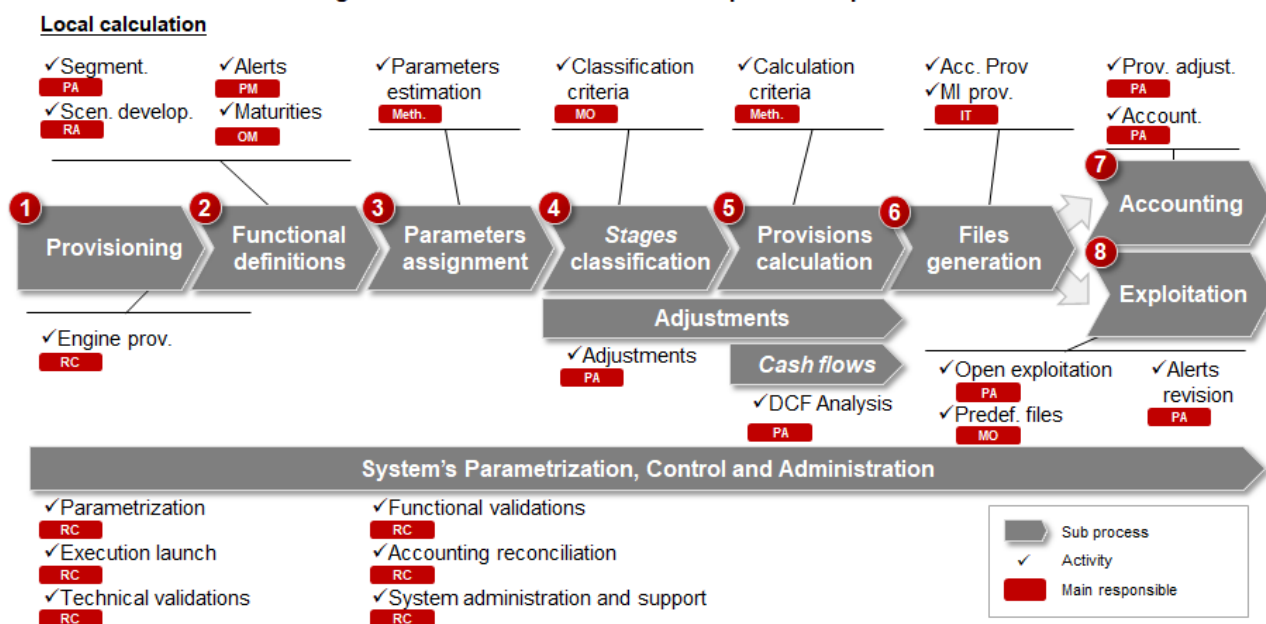 Local calculation
✓Segment.
PA
✓Scen. develop.
RA
✓Alerts
PM
✓Maturities
OM
✓Parameters
estimation
Meth.
✓Classification
criteria
MO
✓Calculation
criteria
Meth.
✓Acc. Prov
✓MI prov.
IT
✓Prov. adjust.
PA
✓Account.
PA
1
Provisioning
2
Functional
definitions
3
Parameters
assignment
4
Stages
classification
5
Provisions
calculation
6
Files
generation
7
Accounting
8
Exploitation
✓Engine prov.
RC
Adjustments
✓Adjustments
PA
Cash flows
✓DCF Analysis
PA
✓Open exploitation
PA
✓Predef. files
MO
✓Alerts
revision
PA
System's Parametrization, Control and Administration
✓Parametrization
RC
✓Execution launch
RC
✓Technical validations
RC
✓Functional validations
RC
✓Accounting reconciliation
RC
✓System administration and support
RC
Sub process
✓ Activity
Main responsible